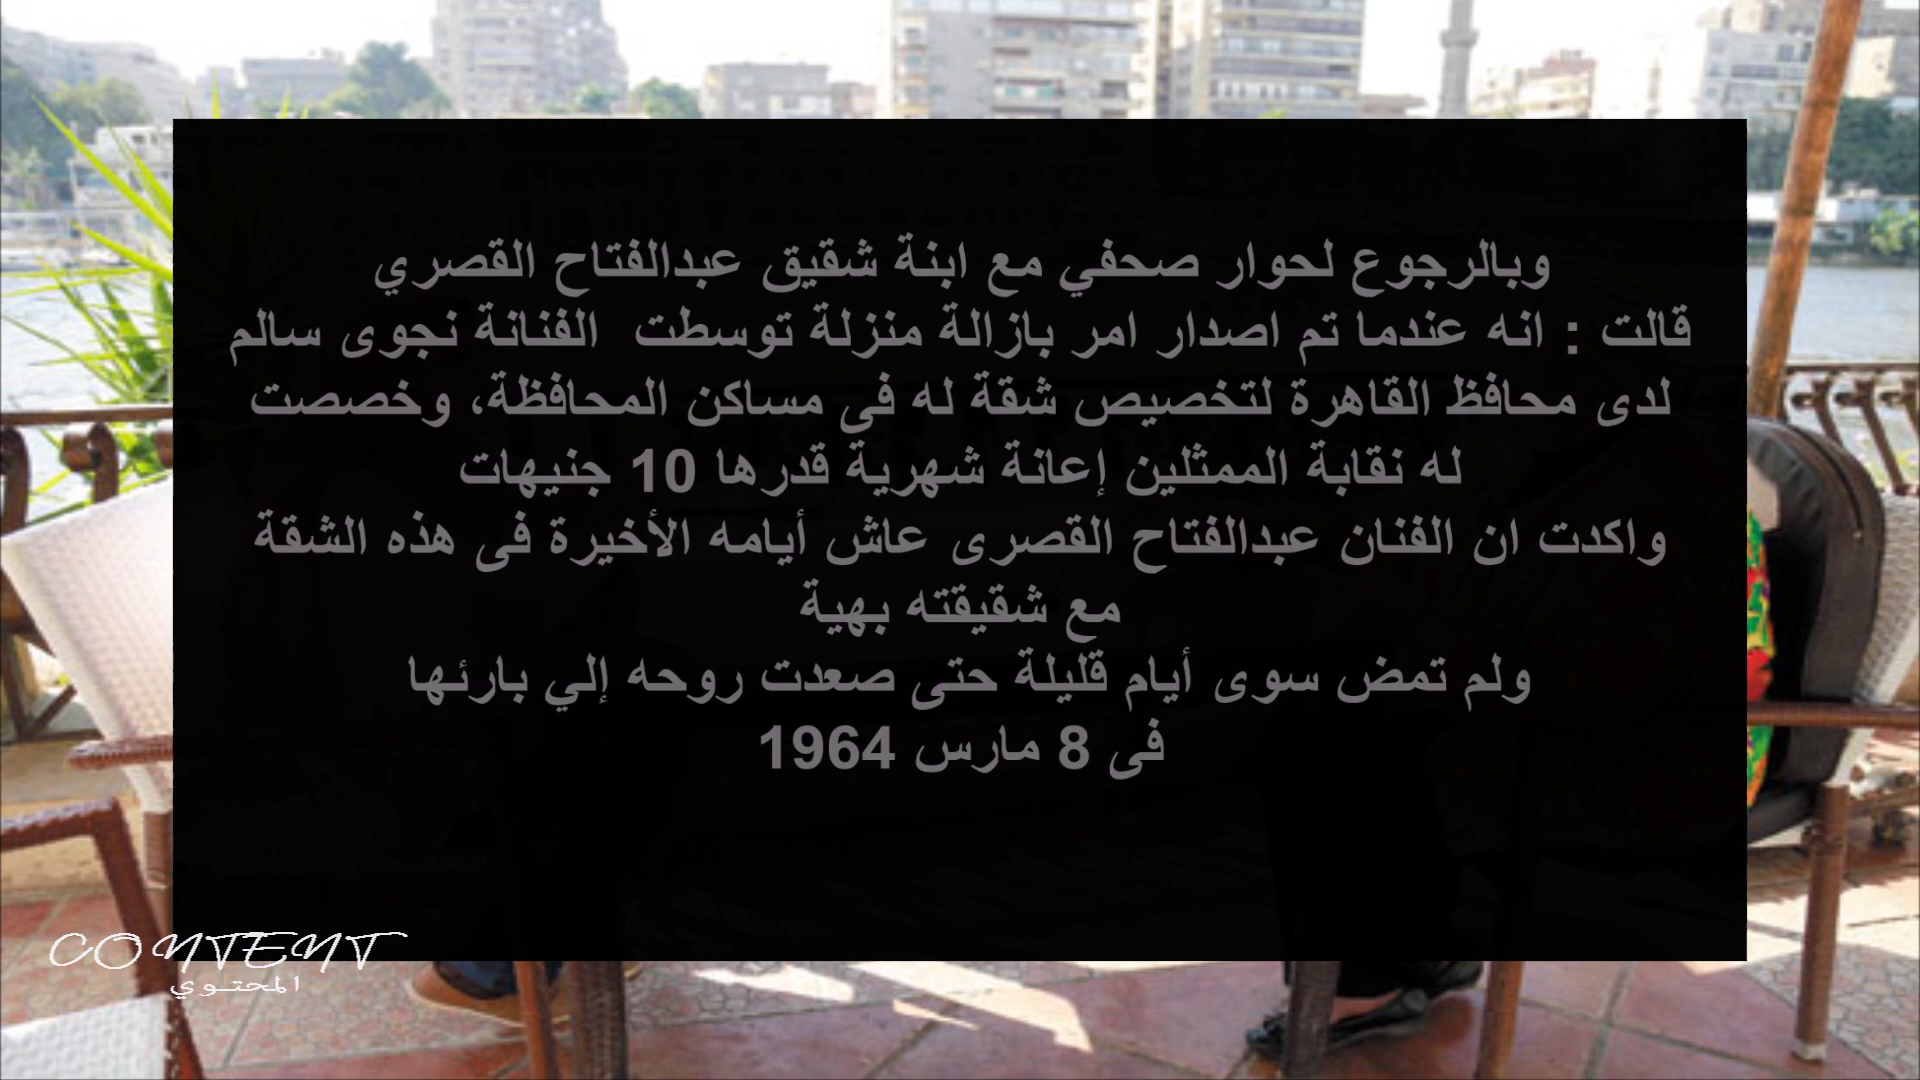 وبالرجوع لحوار صحفي مع ابنة شقيق عبدالفتاح القصري
قالت : انه عندما تم اصدار امر بازالة منزلة توسطت الفنانة نجوى سالم
لدى محافظ القاهرة لتخصيص شقة له فى مساكن المحافظة، وخصصت
له نقابة الممثلين إعانة شهرية قدرها 10 جنيهات
واكدت ان الفنان عبدالفتاح القصرى عاش أيامه الأخيرة فى هذه الشقة
مع شقيقته بهية
ولم تمض سوى أيام قليلة حتى صعدت روحه إلي بارئها
فى 8 مارس 1964
CONTENT
المحتوي